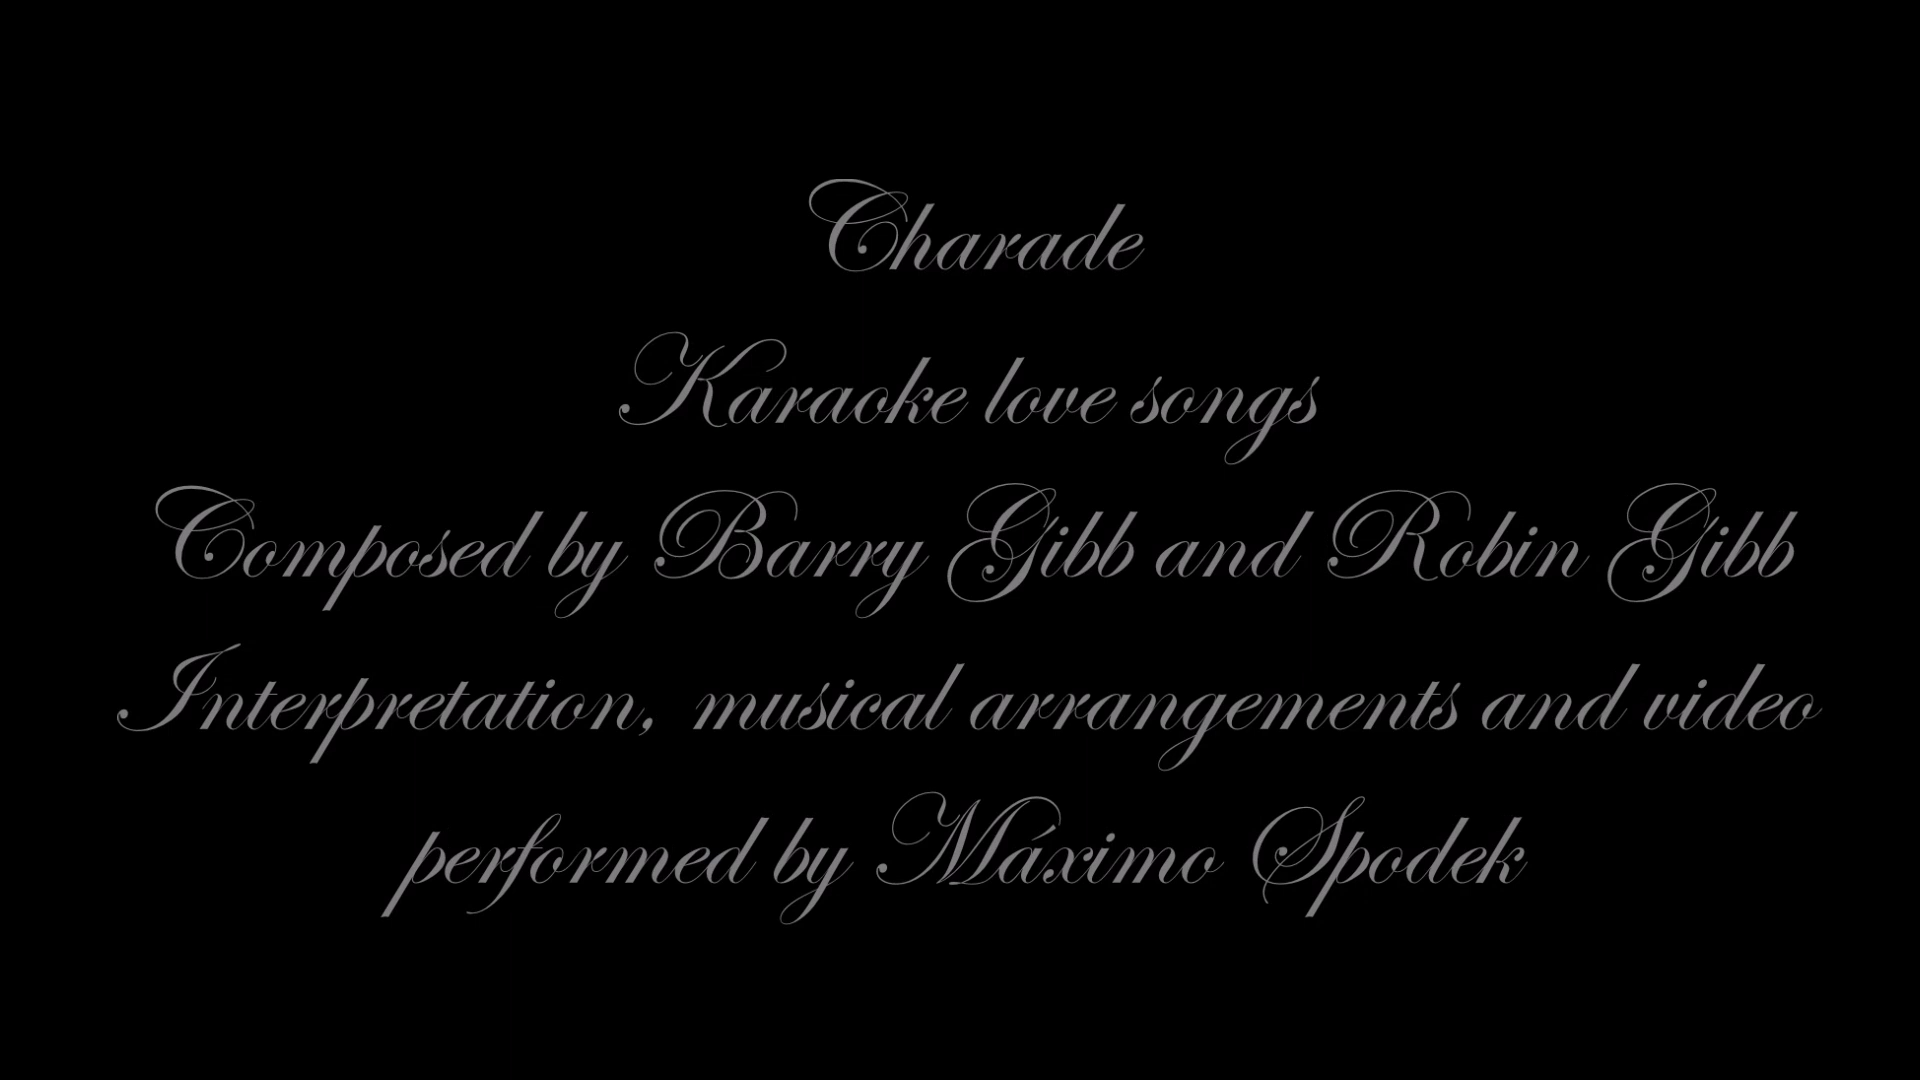 Charade
Karaoke love songs
Composed by Barry Gibb and Robin Gibb
Interpretation, musical arrangements and video
performed by Máximo Spodek